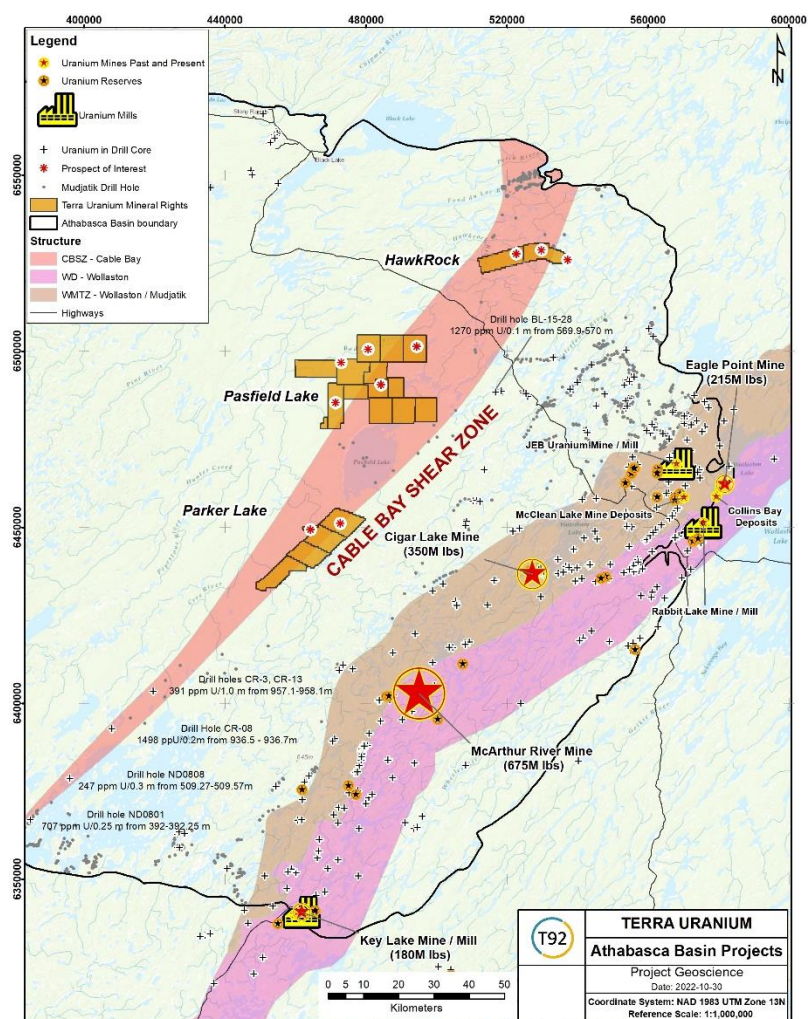 400000
440000
480000
520000
560000
600000
6550000
6500000
6450000
6400000
6350000
Legend
Uranium Mines Past and Present
Uranium Reserves
Uranium Mills
Uranium in Drill Core
Prospect of Interest
Mudjatik Drill Hole
Terra Uranium Mineral Rights
Athabasca Basin boundary
Structure
CBSZ - Cable Bay
WD - Wollaston
WMTZ - Wollaston / Mudjatik
Highways
N
Black Lake
HawkRock
Drill hole BL-15-28
1270 ppm U/0.1 m from 569.9-570 m
Eagle Point Mine
(215M lbs)
Pasfield Lake
Pasfield Lake
JEB Uranium Mine / Mill
CABLE BAY SHEAR ZONE
Parker Lake
McClean Lake Mine Deposits
Collins Bay
Deposits
Cigar Lake Mine
(350M lbs)
Rabbit Lake Mine / Mill
Drill holes CR-3, CR-13
391 ppm U/1.0 m from 957.1-958.1m
Drill Hole CR-08
1498 ppU/0.2m from 936.5 - 936.7m
McArthur River Mine
(675M lbs)
Drill hole ND0808
247 ppm U/0.3 m from 509.27-509.57m
Drill hole ND0801
707 ppm U/0.25 m from 392-392.25 m
Key Lake Mine / Mill
(180M lbs)
0 5 10 20 30 40 50
Kilometers
T92
TERRA URANIUM
Athabasca Basin Projects
Project Geoscience
Date: 2022-10-30
Coordinate System: NAD 1983 UTM Zone 13N
Reference Scale: 1:1,000,000